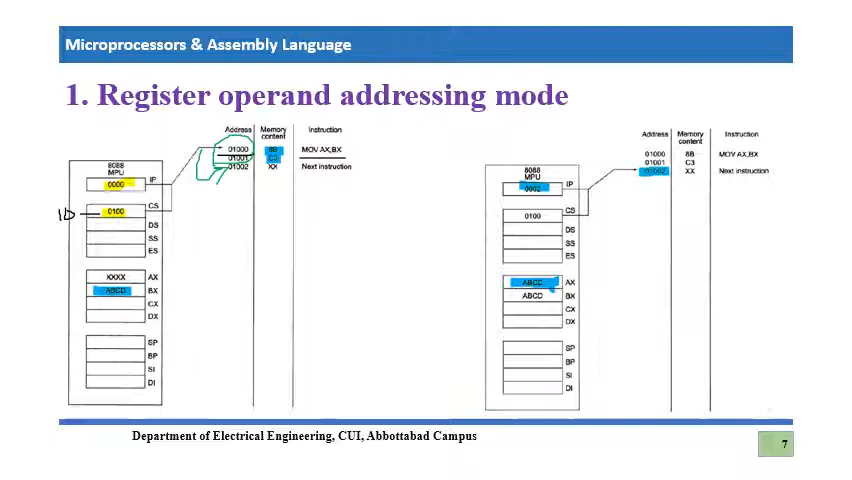 Microprocessors & Assembly Language
1. Register operand addressing mode
Address Memory content Instruction
01000 8B MOV AX,BX
01001 C3
01002 XX Next instruction
8088
MPU
0000 IP
10 0100 CS
DS
SS
ES
XXXX AX
ABCD BX
CX
DX
SP
BP
SI
DI
Address Memory content Instruction
01000 8B MOV AX,BX
01001 C3
01002 XX Next instruction
8088
MPU
0002 IP
0100 CS
DS
SS
ES
ABCD AX
ABCD BX
CX
DX
SP
BP
SI
DI
Department of Electrical Engineering, CUI, Abbottabad Campus
7